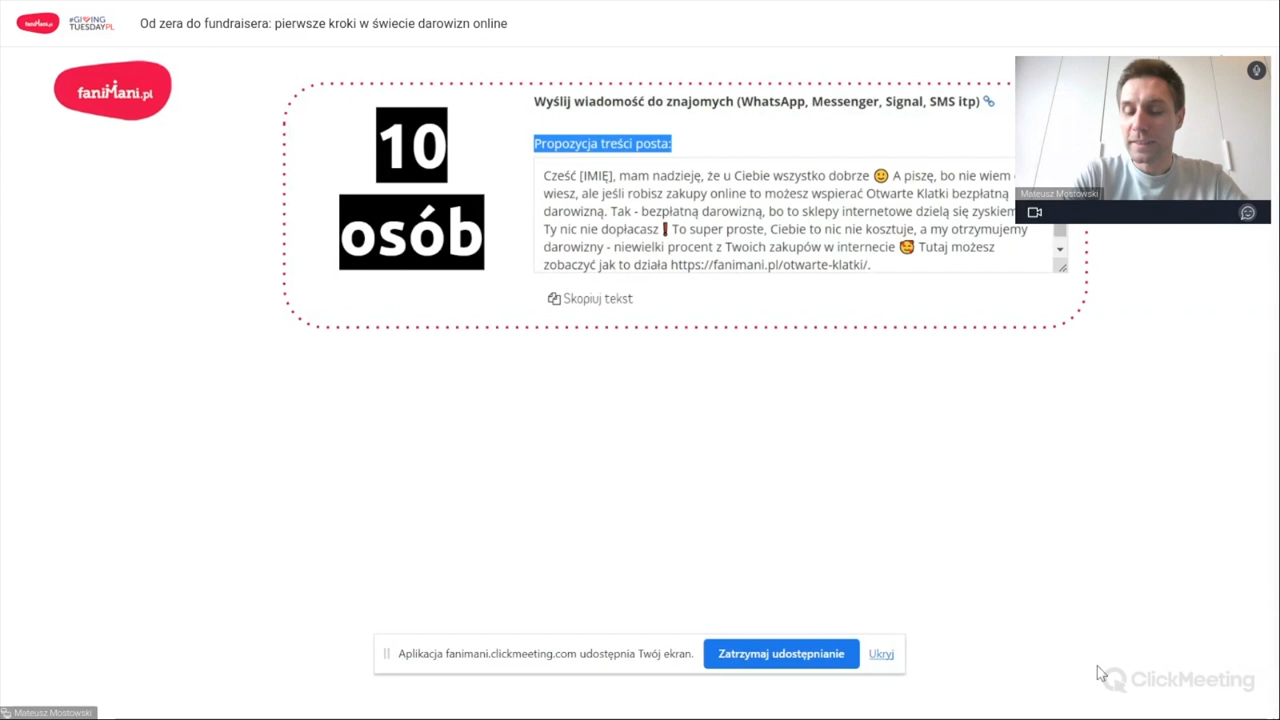 faniMani.pl
#GIVING
TUESDAYPL
Od zera do fundraisera: pierwsze kroki w świecie darowizn online
faniMani.pl
10
osób
Wyślij wiadomość do znajomych (WhatsApp, Messenger, Signal, SMS itp)
Propozycja treści posta:
Cześć [IMIĘ], mam nadzieję, że u Ciebie wszystko dobrze 😀 A piszę, bo nie wiem
wiesz, ale jeśli robisz zakupy online to możesz wspierać Otwarte Klatki bezpłatną
darowizną. Tak - bezpłatną darowizną, bo to sklepy internetowe dzielą się zyskiem
Ty nic nie dopłacasz❗To super proste, Ciebie to nic nie kosztuje, a my otrzymujemy
darowizny - niewielki procent z Twoich zakupów w internecie 🥰 Tutaj możesz
zobaczyć jak to działa https://fanimani.pl/otwarte-klatki/.
Skopiuj tekst
Mateusz Mostowski
Aplikacja fanimani.clickmeeting.com udostępnia Twój ekran.
Zatrzymaj udostępnianie
Ukryj
ClickMeeting
Mateusz Mostowski